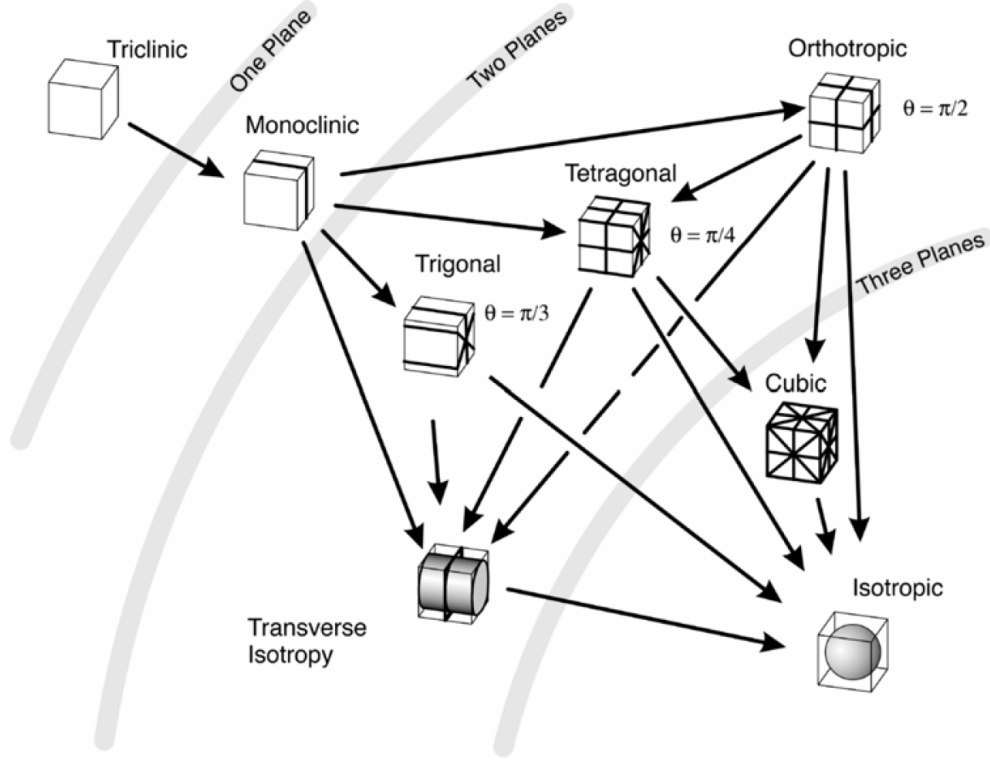 Triclinic
One Plane
Two Planes
Orthotropic
θ = π/2
Monoclinic
Tetragonal
θ = π/4
Trigonal
θ = π/3
Three Planes
Cubic
Isotropic
Transverse
Isotropy